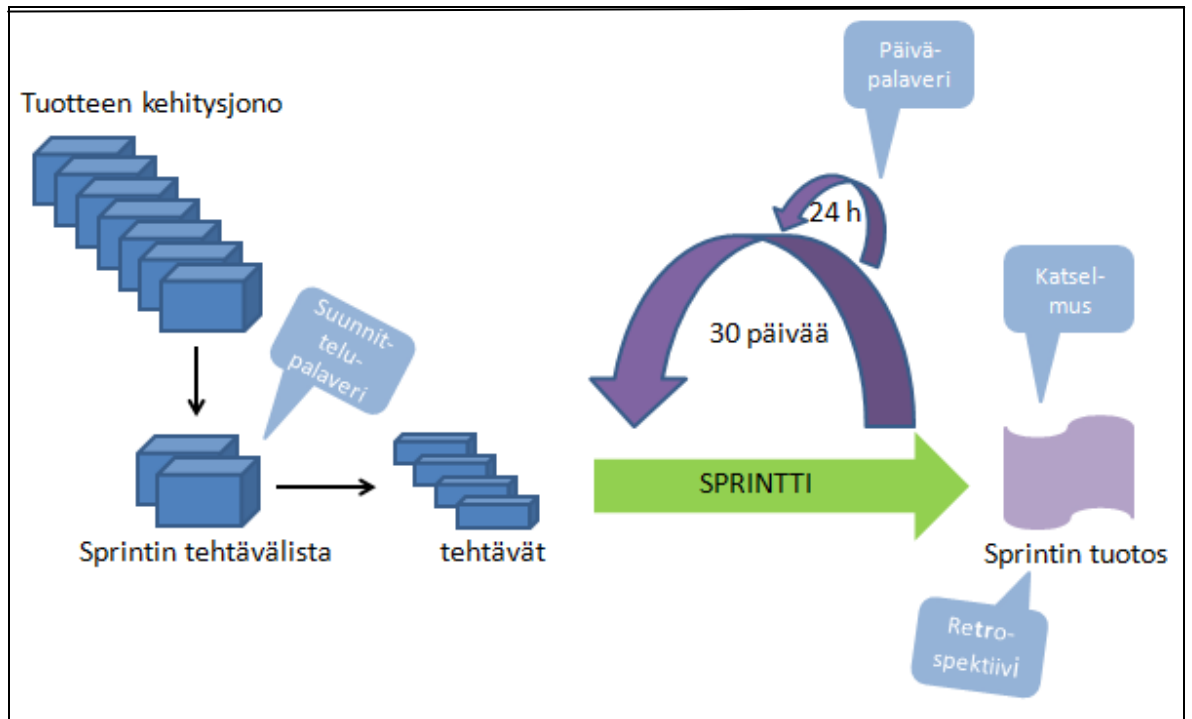 Päivä-
palaveri
Tuotteen kehitysjono
24 h
Katsel-
mus
Suunnit-
telu-
palaveri
30 päivää
SPRINTTI
Sprintin tehtävälista
tehtävät
Sprintin tuotos
Retro-
spektiivi